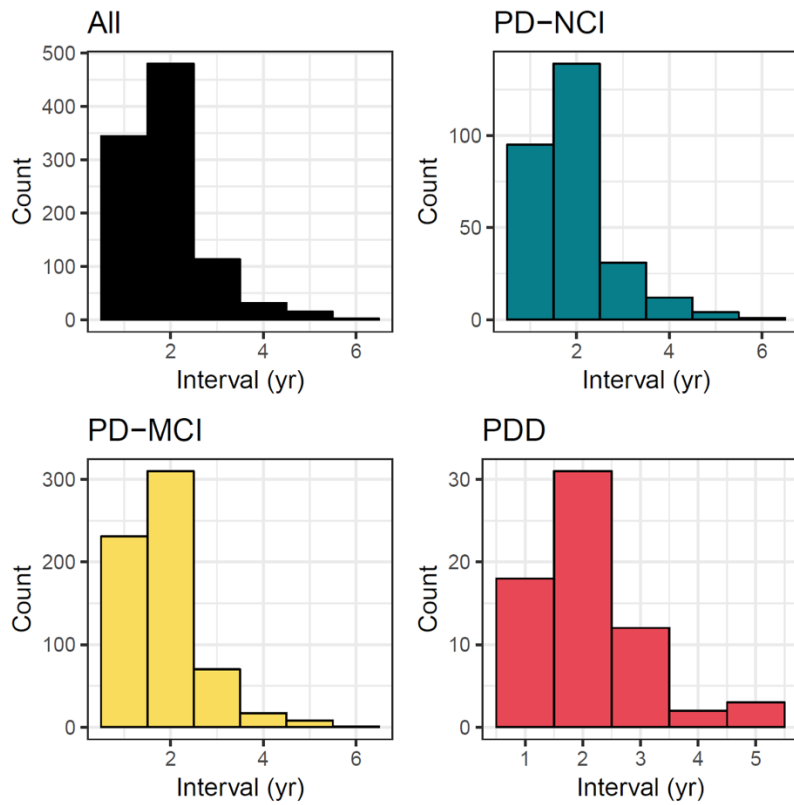 All
Count
500
400
300
200
100
0
2 4 6
Interval (yr)
PD−NCI
Count
100
50
0
2 4 6
Interval (yr)
PD−MCI
Count
300
200
100
0
2 4 6
Interval (yr)
PDD
Count
30
20
10
0
1 2 3 4 5
Interval (yr)